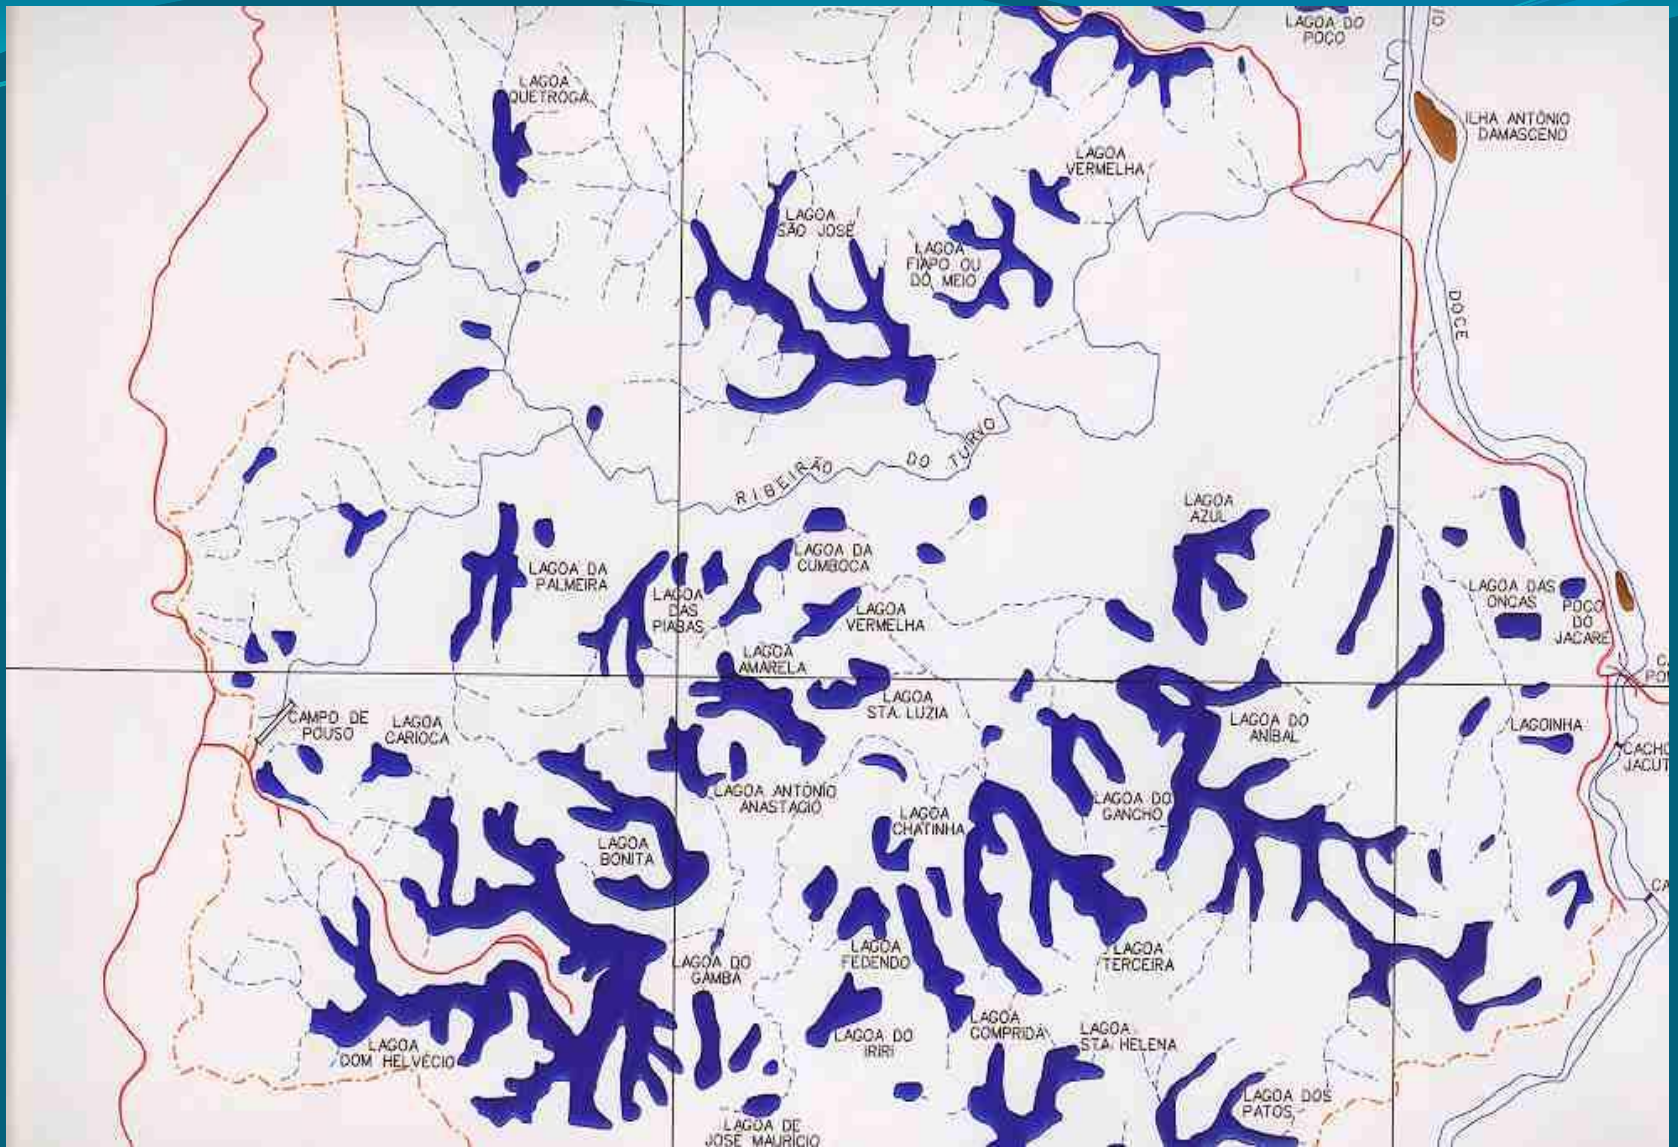 LAGOA DO
POÇO
LAGOA
QUETROGA
ILHA ANTÔNIO
DAMASCENO
LAGOA
VERMELHA
LAGOA
SÃO JOSÉ
LAGOA
FIAPO OU
DO MEIO
DOCE
RIBEIRÃO DO TURVO
LAGOA
AZUL
LAGOA DA
CUMBOCA
LAGOA DA
PALMEIRA
LAGOA
DAS
PIABAS
LAGOA
VERMELHA
LAGOA DAS
ONÇAS
POÇO
DO
JACARÉ
LAGOA
AMARELA
LAGOA
STA. LUZIA
CAMPO DE
POUSO
LAGOA
CARIOCA
LAGOA DO
ANÍBAL
LAGOINHA
LAGOA ANTÔNIO
ANASTAGIO
LAGOA DO
GANCHO
LAGOA
CHATINHA
LAGOA
BONITA
LAGOA DO
GAMBÁ
LAGOA
FEDENDO
LAGOA
TERCEIRA
LAGOA
COMPRIDA
LAGOA
STA. HELENA
LAGOA DO
IRIRI
LAGOA
DOM HELVÉCIO
LAGOA DOS
PATOS
LAGOA DE
JOSÉ MAURÍCIO